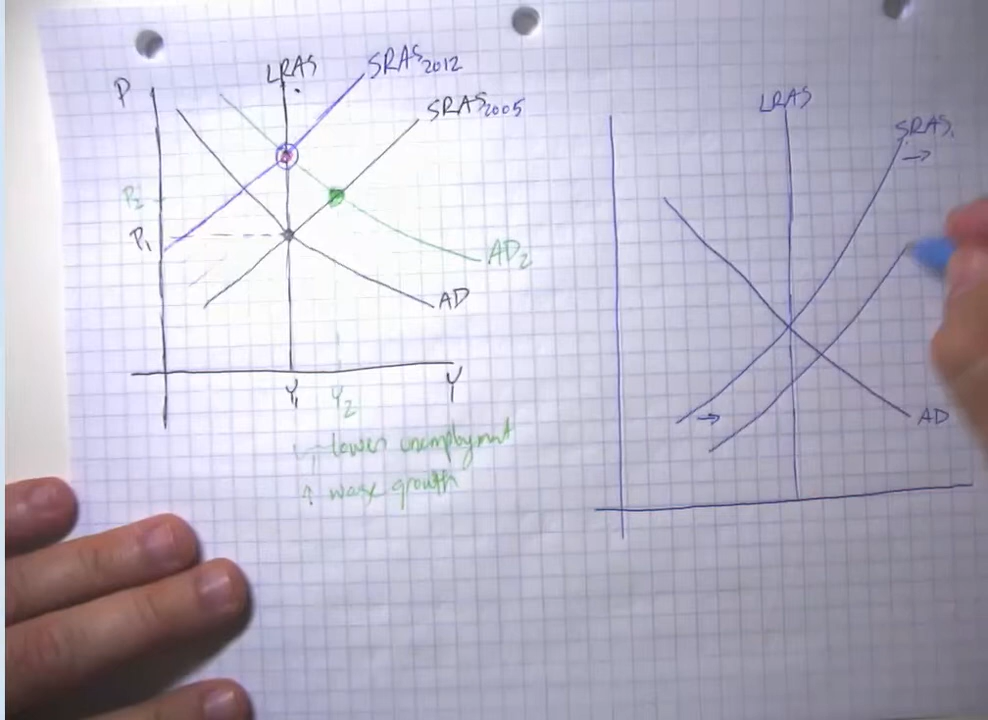 P
LRAS
SRAS2012
SRAS2005
P2
P1
AD2
AD
Y1
Y2
Y
↳ lower unemployment
↑ wage growth
LRAS
SRAS1
→
→
AD